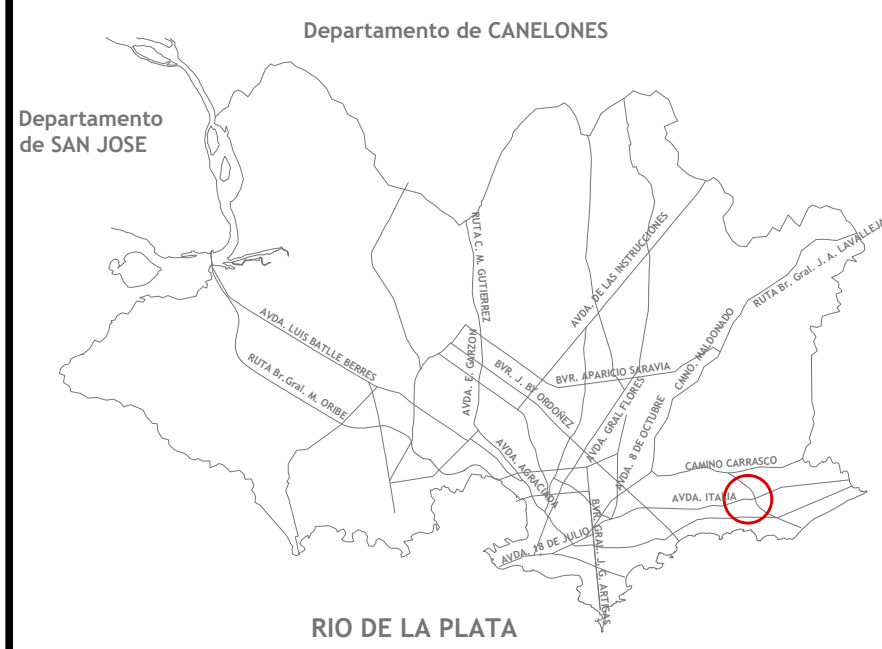 Departamento de CANELONES
Departamento
de SAN JOSE
RUTA C. M. GUTIERREZ
AVDA. DE LAS INSTRUCCIONES
RUTA Br. Gral. J. A. LAVALLEJA
AVDA. LUIS BATLLE BERRES
RUTA Br.Gral. M. ORIBE
AVDA. E. GARZON
BVR. J. BY ORDOÑEZ
BVR. APARICIO SARAVIA
CMNO. MALDONADO
AVDA. GRAL FLORES
AVDA. 8 DE OCTUBRE
AVDA. AGRACIADA
CAMINO CARRASCO
AVDA. ITALIA
AVDA. 18 DE JULIO
BVR. GRAL. J. G. ARTIGAS
RIO DE LA PLATA